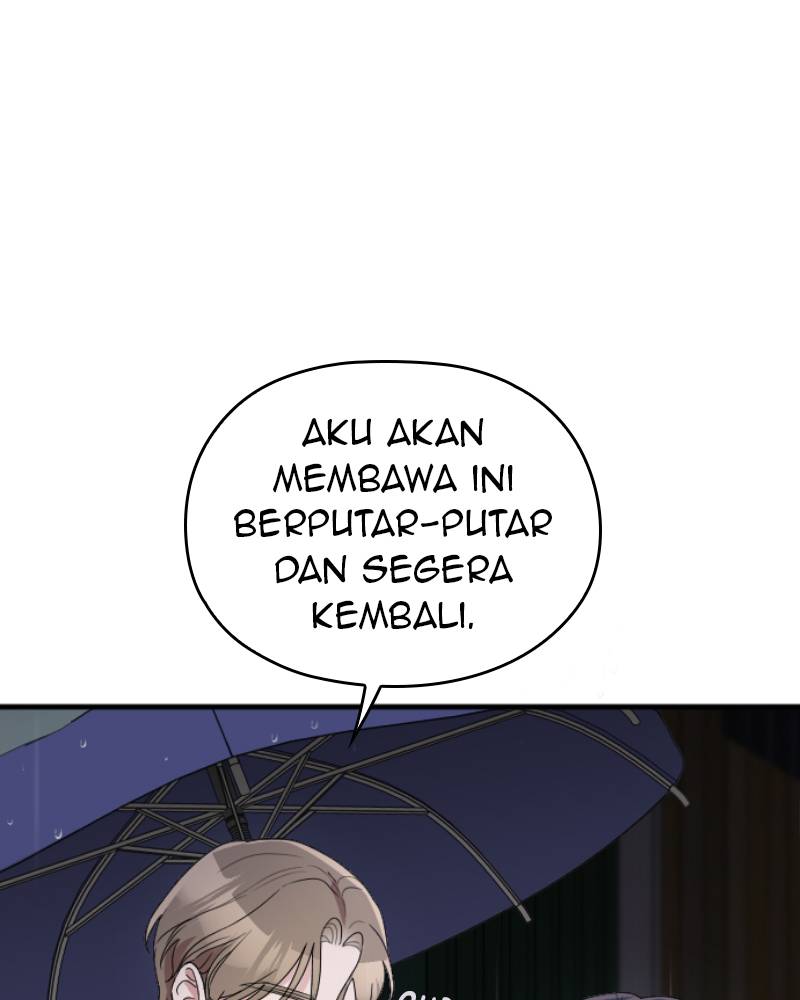 AKU AKAN
MEMBAWA INI
BERPUTAR-PUTAR
DAN SEGERA
KEMBALI.